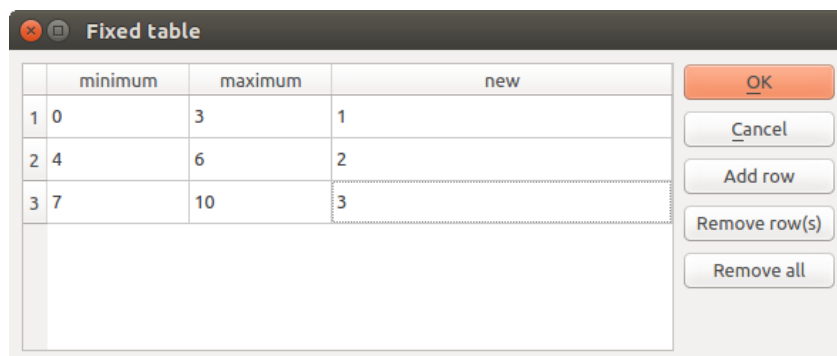 Fixed table
minimum maximum new
1 0 3 1
2 4 6 2
3 7 10 3
OK
Cancel
Add row
Remove row(s)
Remove all